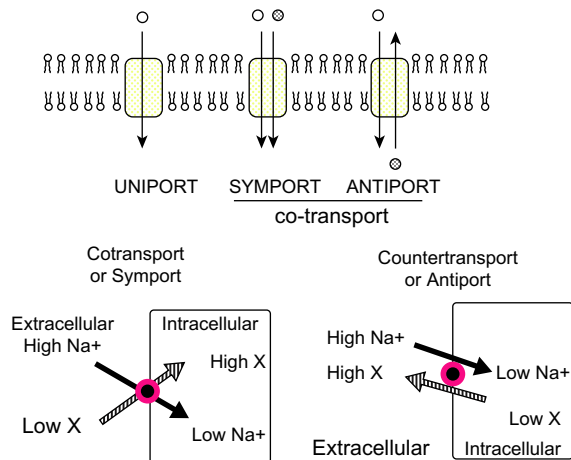 UNIPORT
SYMPORT
ANTIPORT
co-transport
Cotransport
or Symport
Extracellular
High Na+
Intracellular
High X
Low X
Low Na+
Countertransport
or Antiport
High Na+
High X
Low Na+
Low X
Extracellular
Intracellular